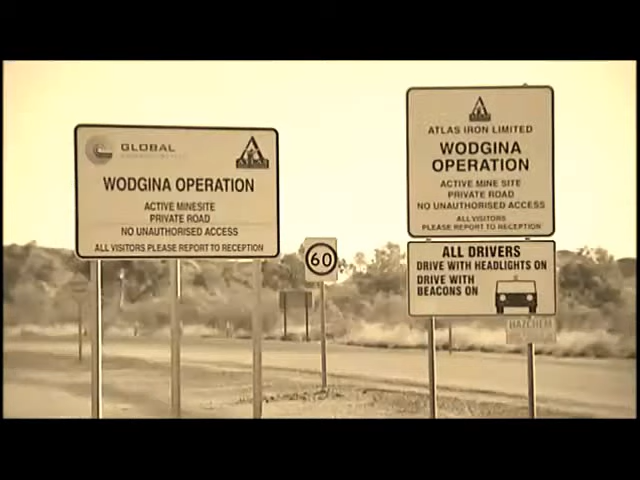 GLOBAL
ATLAS
WODGINA OPERATION
ACTIVE MINESITE
PRIVATE ROAD
NO UNAUTHORISED ACCESS
ALL VISITORS PLEASE REPORT TO RECEPTION
60
ATLAS
ATLAS IRON LIMITED
WODGINA
OPERATION
ACTIVE MINE SITE
PRIVATE ROAD
NO UNAUTHORISED ACCESS
ALL VISITORS
PLEASE REPORT TO RECEPTION
ALL DRIVERS
DRIVE WITH HEADLIGHTS ON
DRIVE WITH
BEACONS ON
HAZCHEM